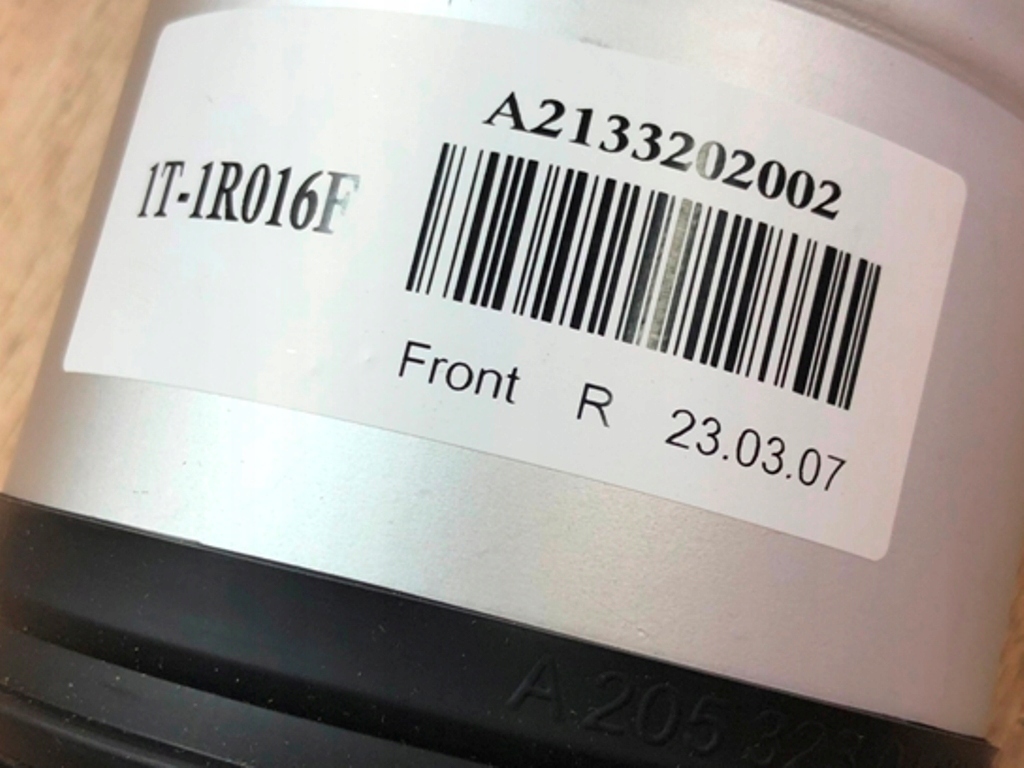 A2133202002
1T-1R016F
Front R 23.03.07
A 205